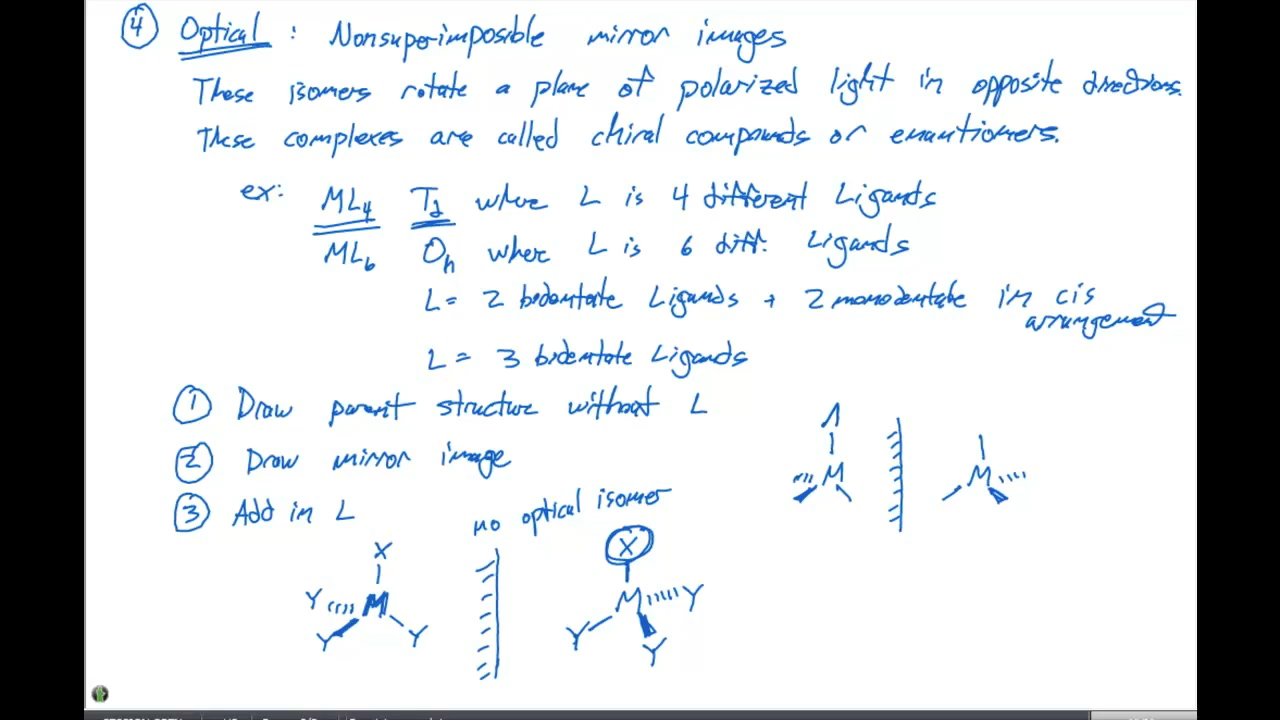 ④ Optical : Nonsuperimposible mirror images
These isomers rotate a plane of polarized light in opposite directions.
These complexes are called chiral compounds or enantiomers.
ex: ML4 Td where L is 4 different Ligands
ML6 Oh where L is 6 diff. Ligands
L = 2 bidentate Ligands + 2 monodentate in cis
arrangement
L = 3 bidentate Ligands
① Draw parent structure without L
② Draw mirror image
③ Add in L
no optical isomer
M
M
X
Y M
Y Y
X
M Y
Y Y